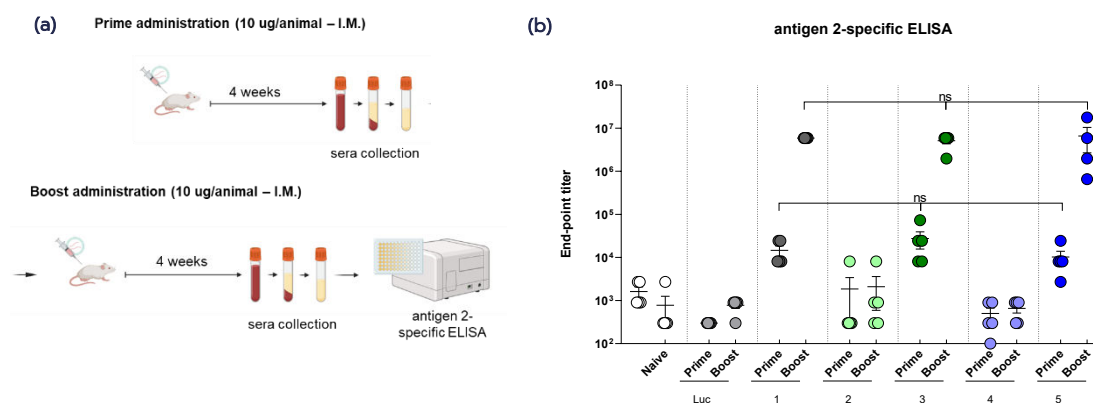 (a)
Prime administration (10 ug/animal – I.M.)
4 weeks
sera collection
Boost administration (10 ug/animal – I.M.)
4 weeks
sera collection
antigen 2-
specific ELISA
(b)
antigen 2-specific ELISA
End-point titer
10⁸
10⁷
10⁶
10⁵
10⁴
10³
10²
ns
ns
Naive
Prime
Boost
Prime
Boost
Prime
Boost
Prime
Boost
Prime
Boost
Prime
Boost
Luc
1
2
3
4
5